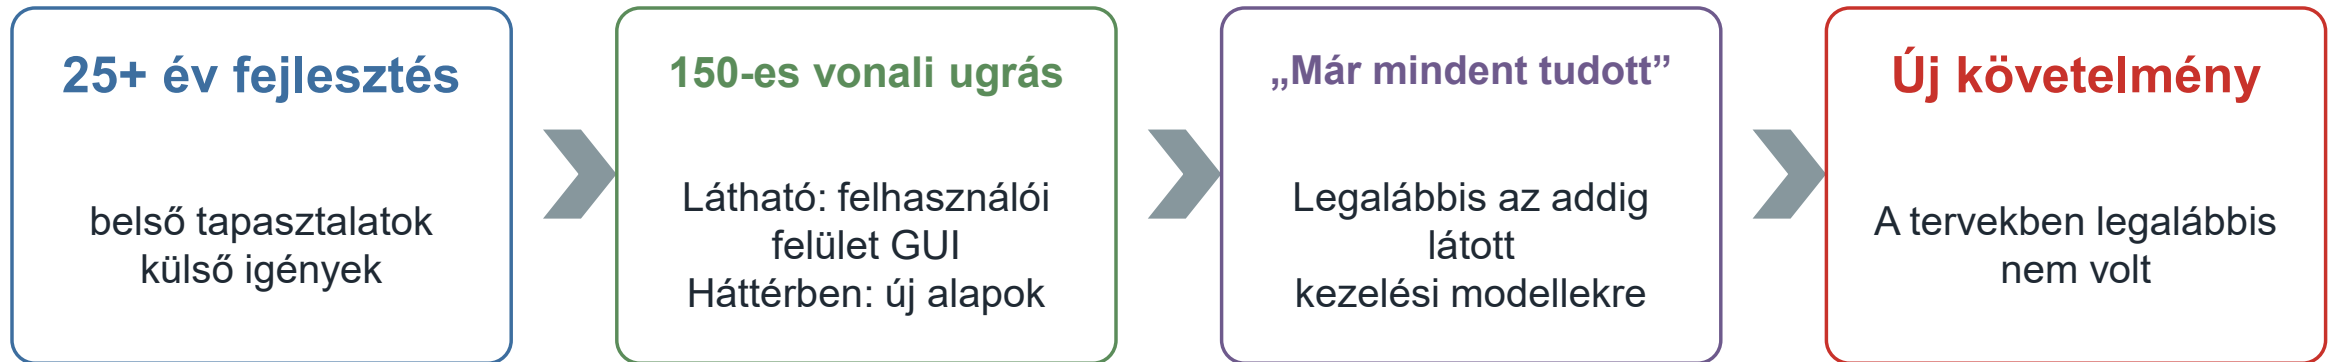 25+ év fejlesztés
belső tapasztalatok
külső igények
150-es vonali ugrás
Látható: felhasználói
felület GUI
Háttérben: új alapok
„Már mindent tudott”
Legalábbis az addig
látott
kezelési modellekre
Új követelmény
A tervekben legalábbis
nem volt